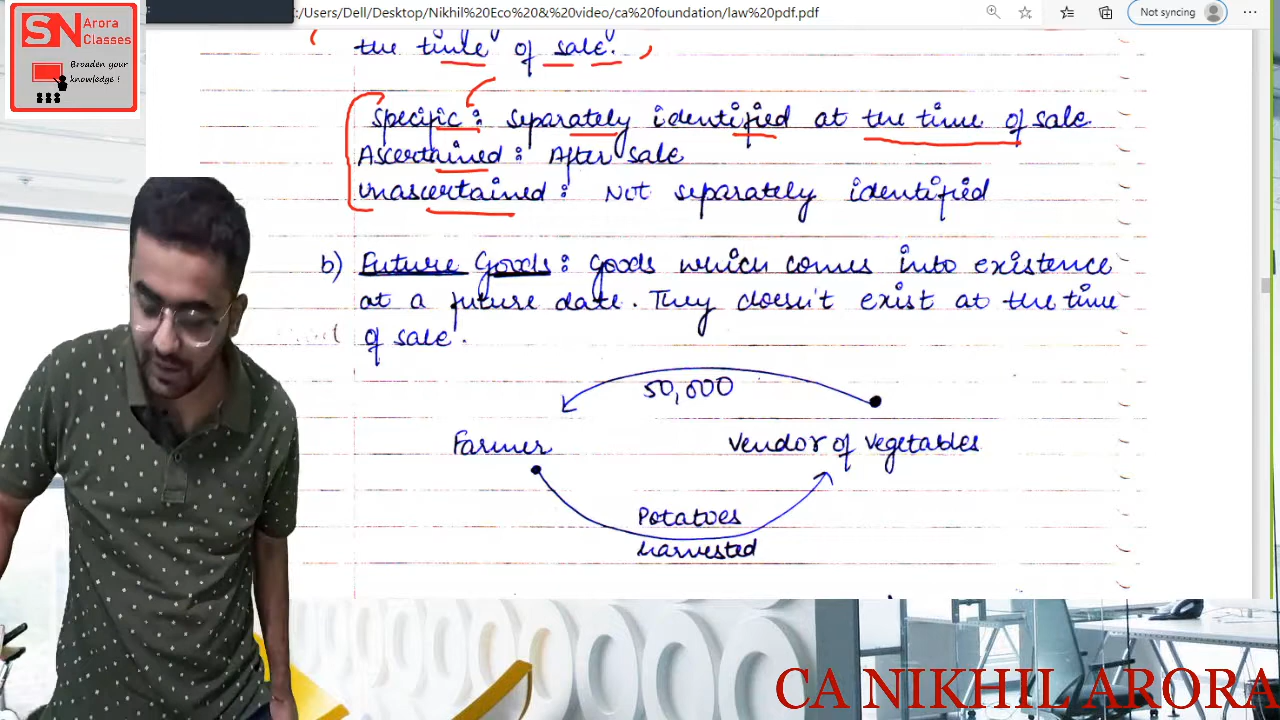 SN Arora
Classes
Broaden your
knowledge !
:/Users/Dell/Desktop/Nikhil%20Eco%20&%20video/ca%20foundation/law%20pdf.pdf
Not syncing
the time of sale.
Specific : separately identified at the time of sale
Ascertained : After sale
Unascertained : Not separately identified
b) Future Goods : Goods which comes into existence
at a future date. They doesn't exist at the time
of sale.
50,000
Farmer
Vendor of vegetables
Potatoes
harvested
CA NIKHIL ARORA